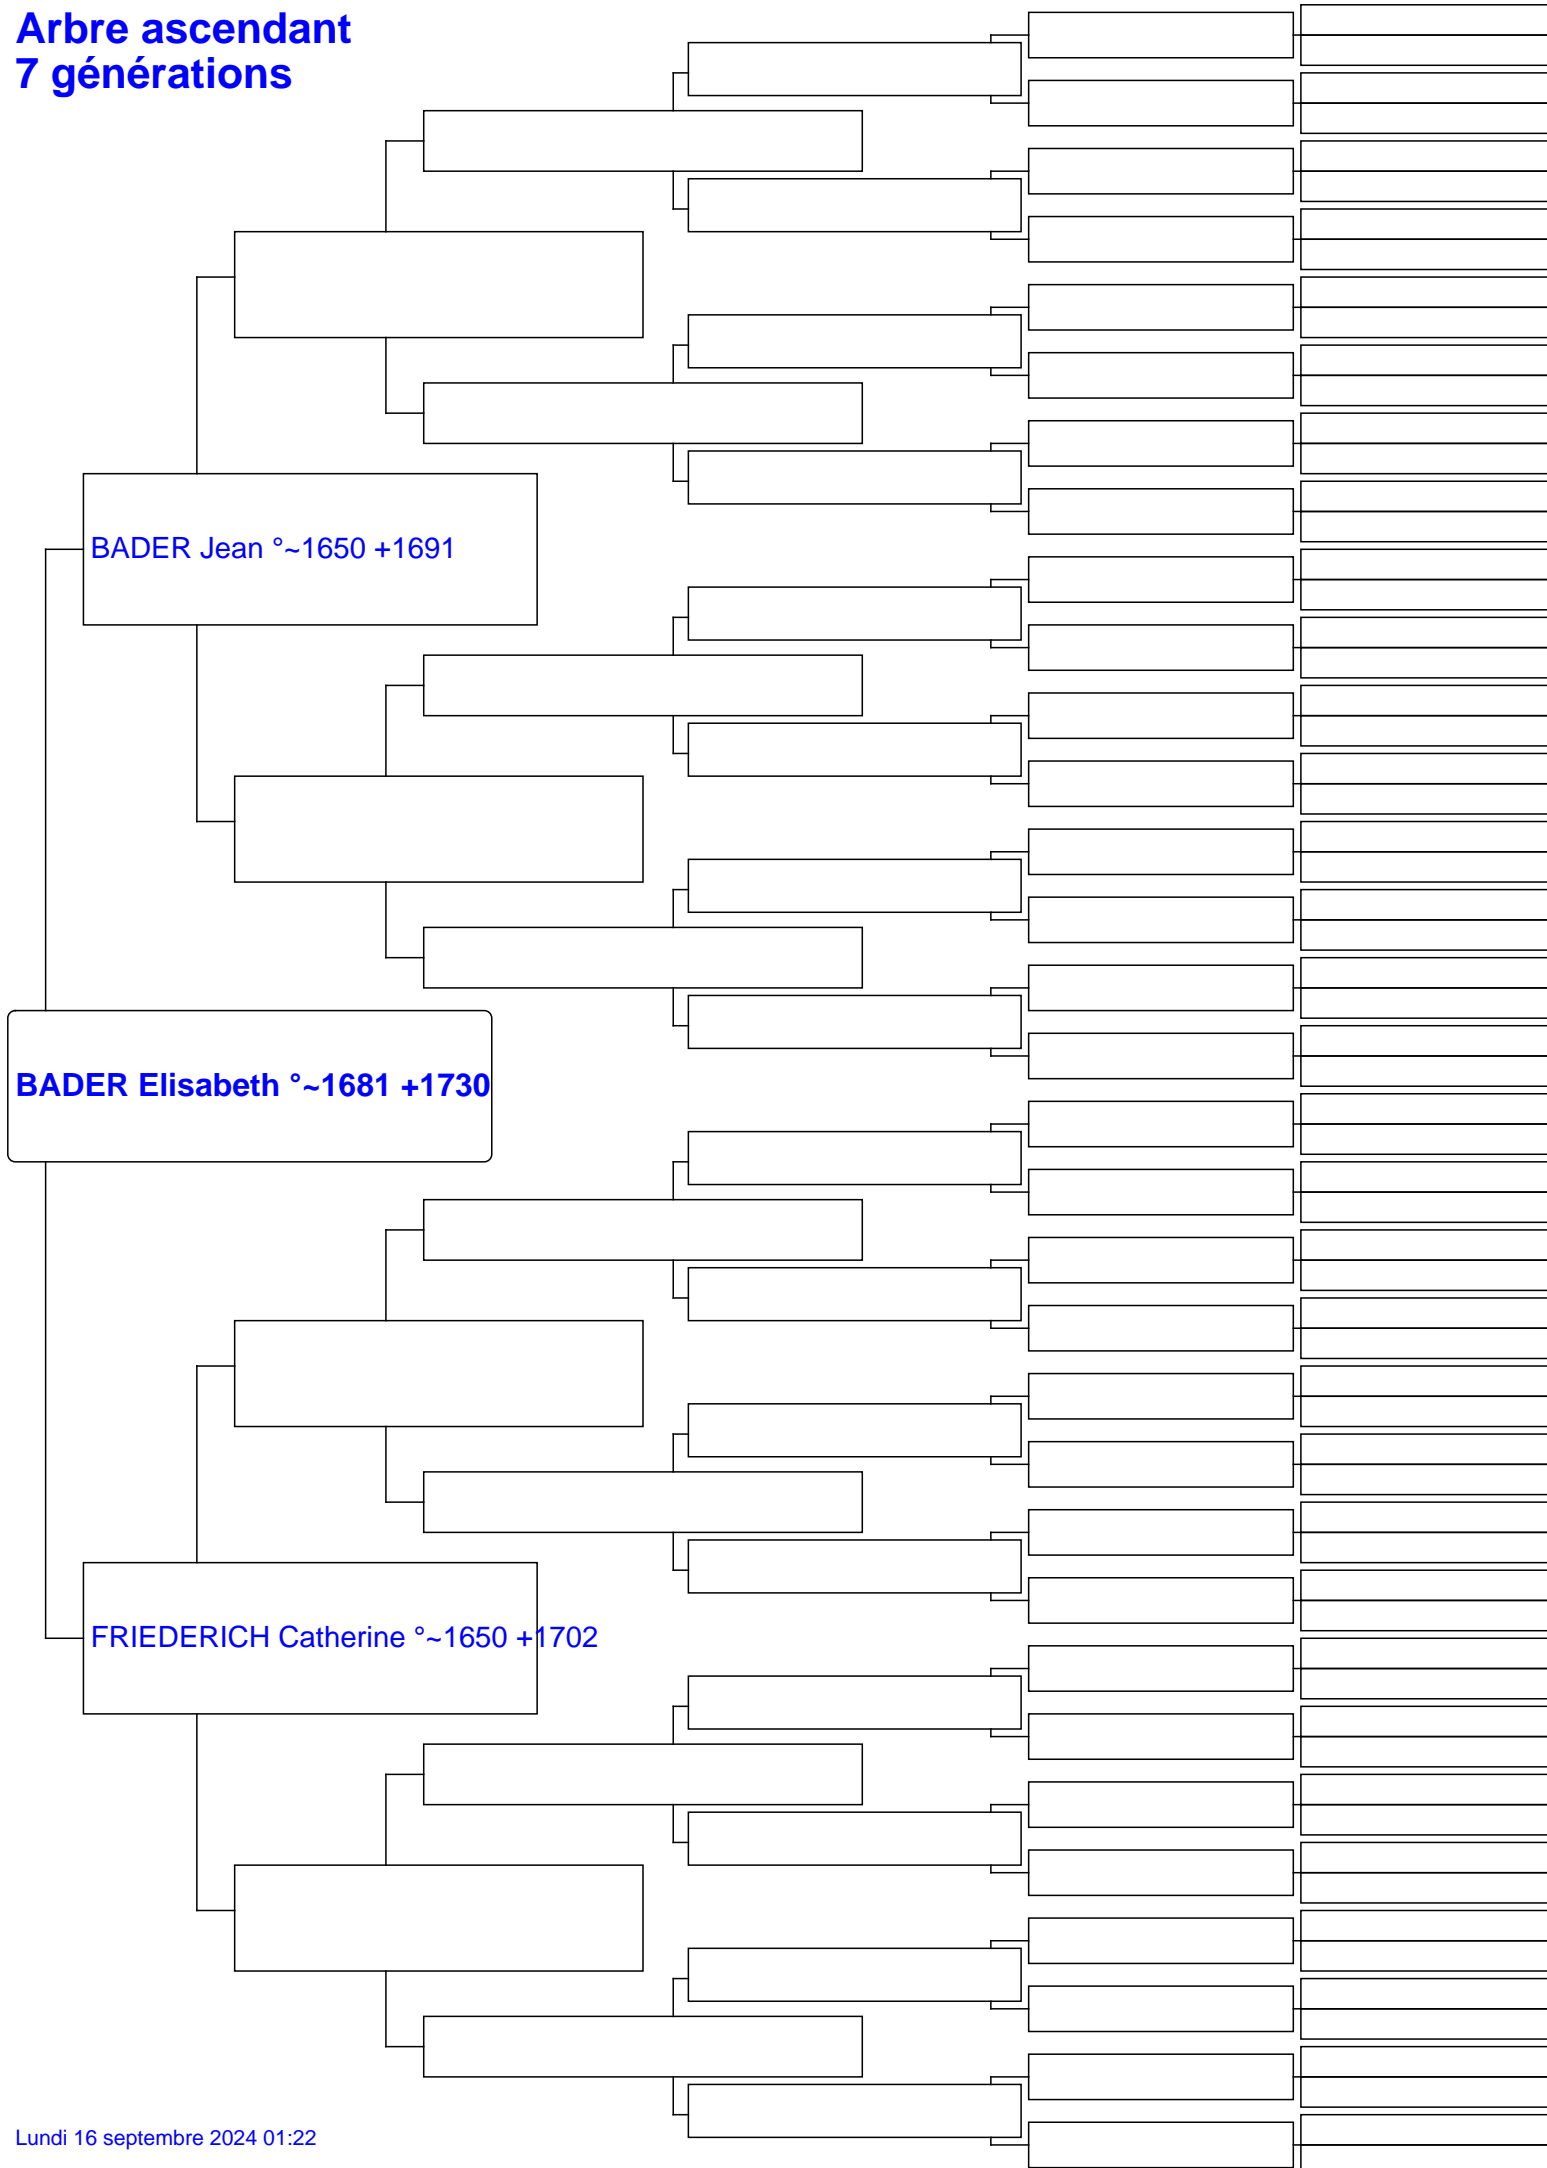 Arbre ascendant
7 générations
BADER Jean °~1650 +1691
BADER Elisabeth °~1681 +1730
FRIEDERICH Catherine °~1650 +1702
Lundi 16 septembre 2024 01:22